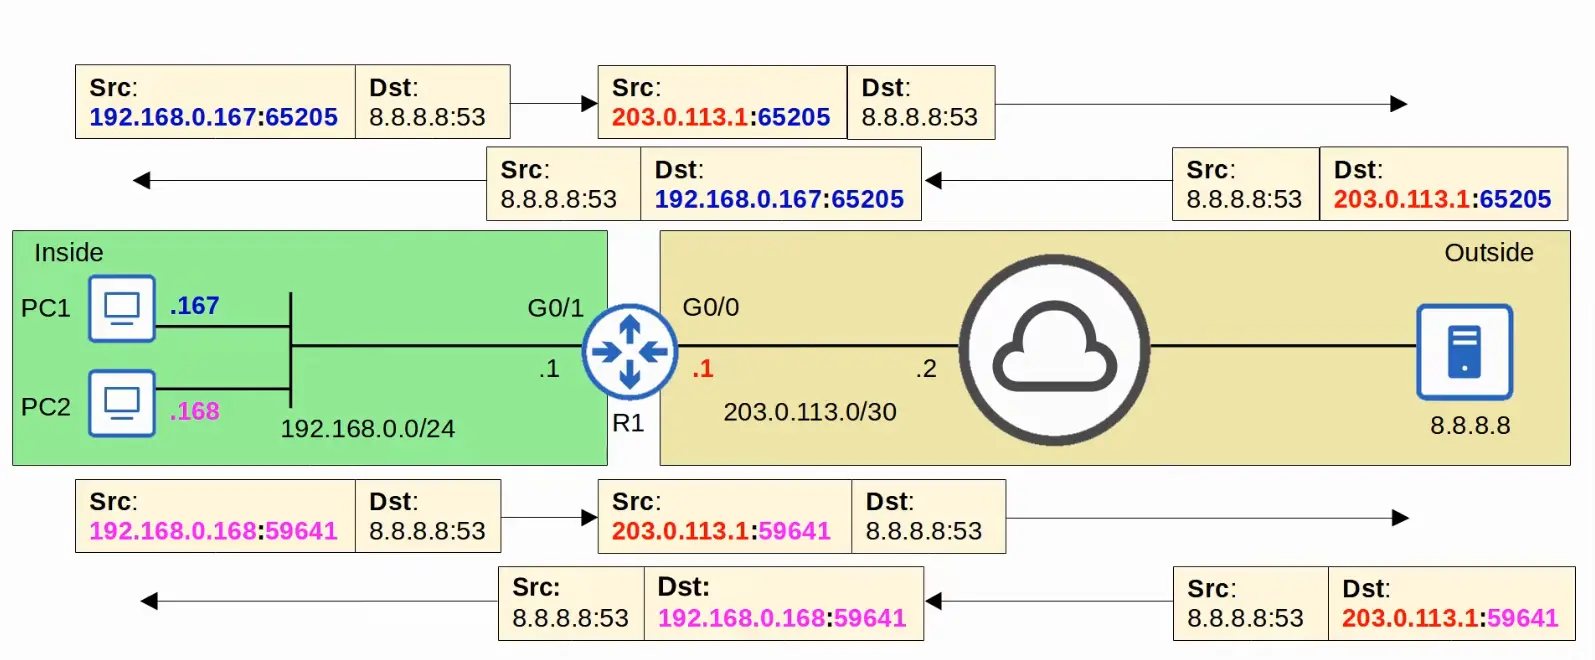 Src: Dst:
192.168.0.167:65205 8.8.8.8:53
Src: Dst:
203.0.113.1:65205 8.8.8.8:53
Src: Dst:
8.8.8.8:53 192.168.0.167:65205
Src: Dst:
8.8.8.8:53 203.0.113.1:65205
Inside
Outside
PC1
.167
G0/1
G0/0
.1
.1
.2
PC2
.168
192.168.0.0/24
R1
203.0.113.0/30
8.8.8.8
Src: Dst:
192.168.0.168:59641 8.8.8.8:53
Src: Dst:
203.0.113.1:59641 8.8.8.8:53
Src: Dst:
8.8.8.8:53 192.168.0.168:59641
Src: Dst:
8.8.8.8:53 203.0.113.1:59641